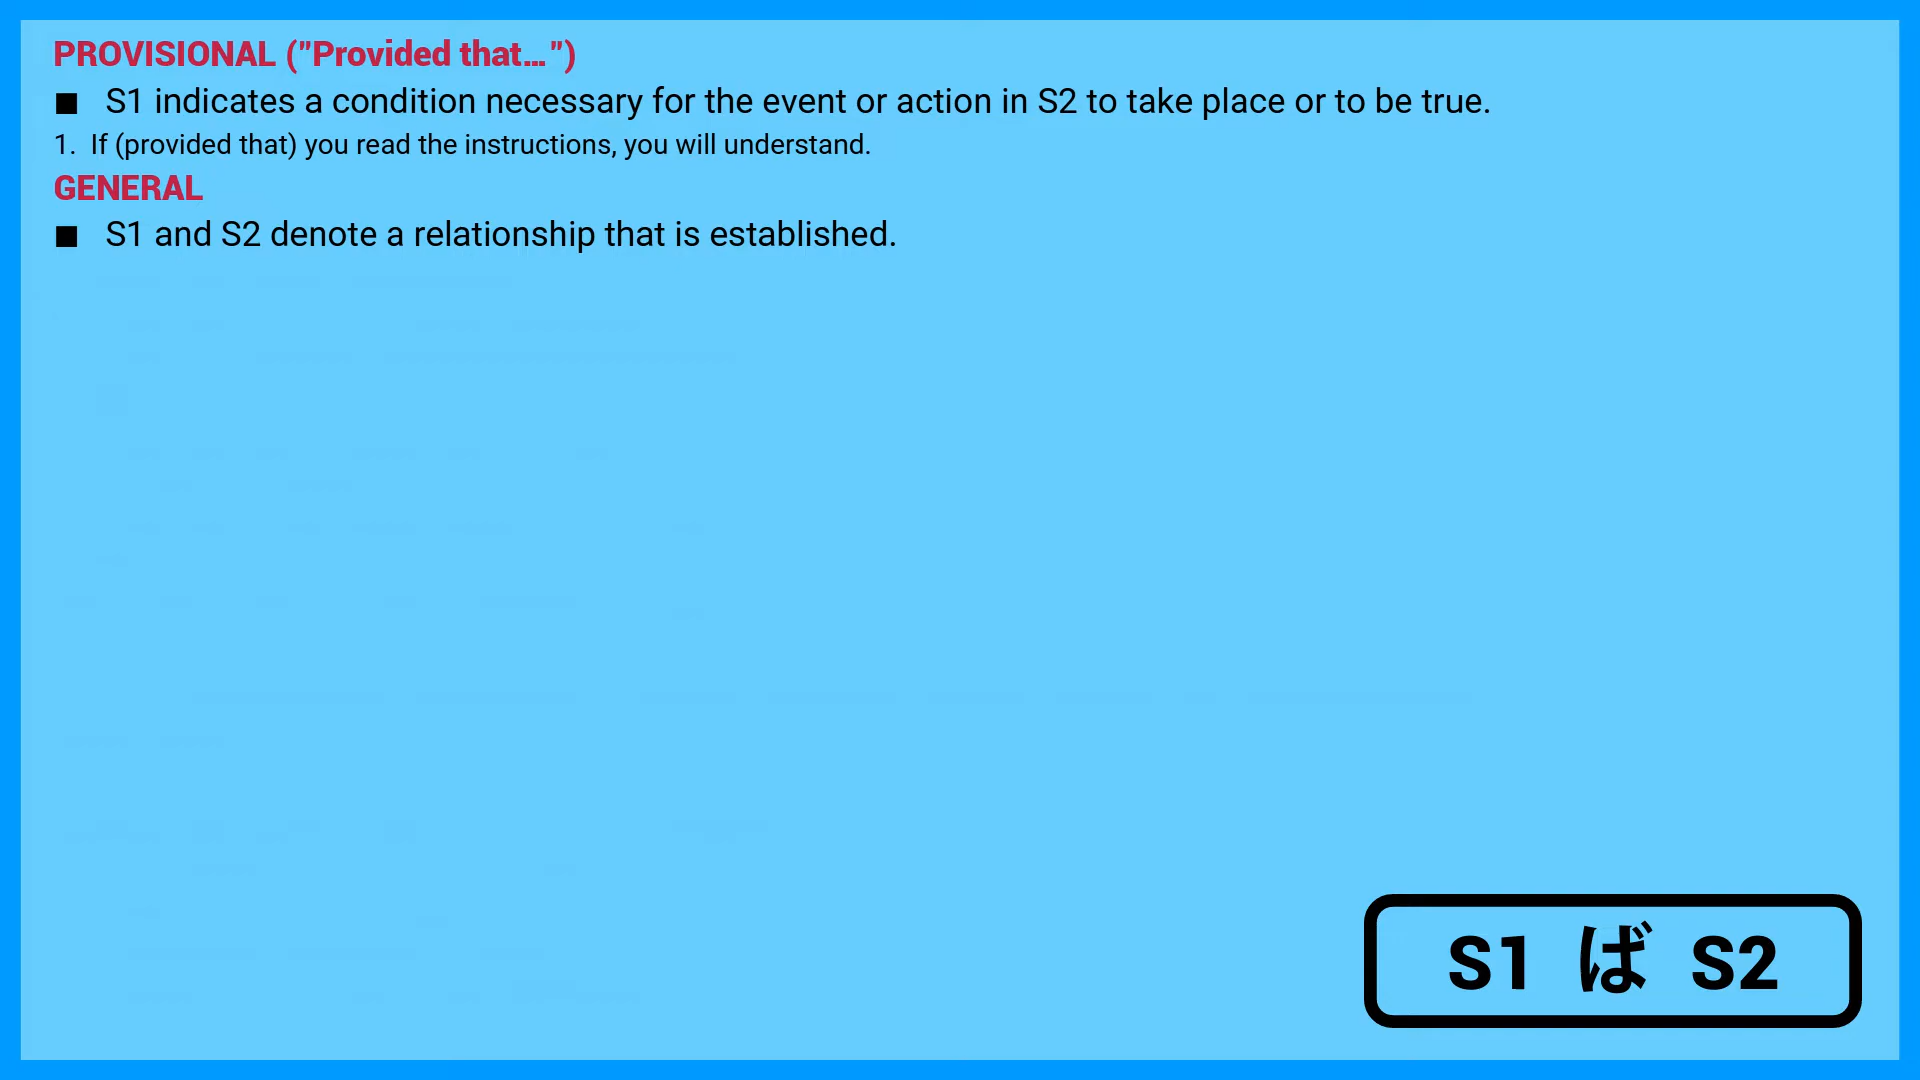 PROVISIONAL ("Provided that…")
■ S1 indicates a condition necessary for the event or action in S2 to take place or to be true.
1. If (provided that) you read the instructions, you will understand.
GENERAL
■ S1 and S2 denote a relationship that is established.
S1 ば S2